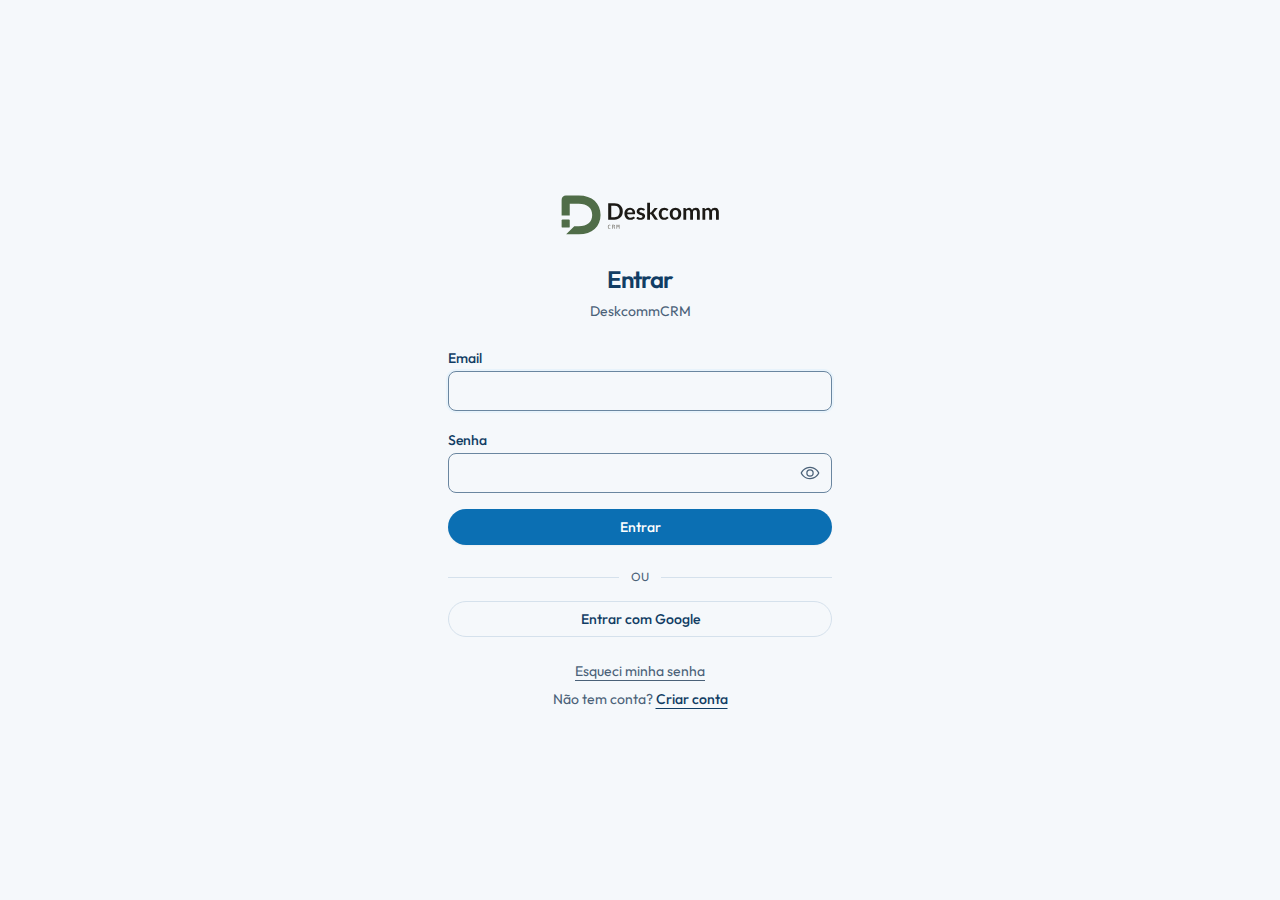 Deskcomm
CRM
Entrar
DeskcommCRM
Email
Senha
Entrar
OU
Entrar com Google
Esqueci minha senha
Não tem conta? Criar conta